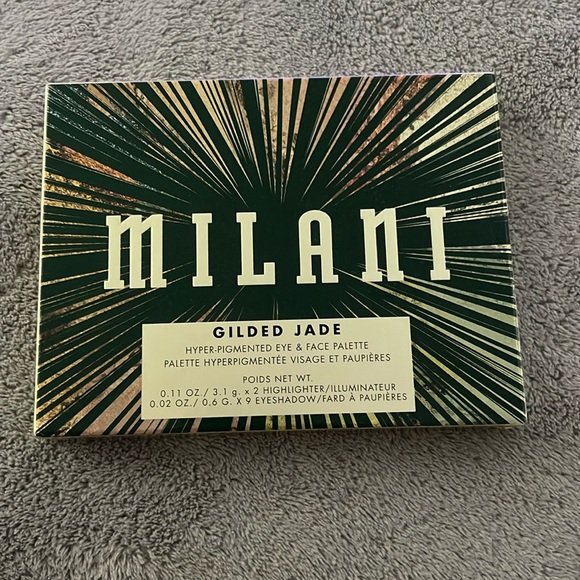 MILANI
GILDED JADE
HYPER-PIGMENTED EYE & FACE PALETTE
PALETTE HYPERPIGMENTÉE VISAGE ET PAUPIÈRES
POIDS NET WT.
0.11 OZ./ 3.1 g. x 2 HIGHLIGHTER/ILLUMINATEUR
0.02 OZ./ 0.6 G. X 9 EYESHADOW/FARD À PAUPIÈRES